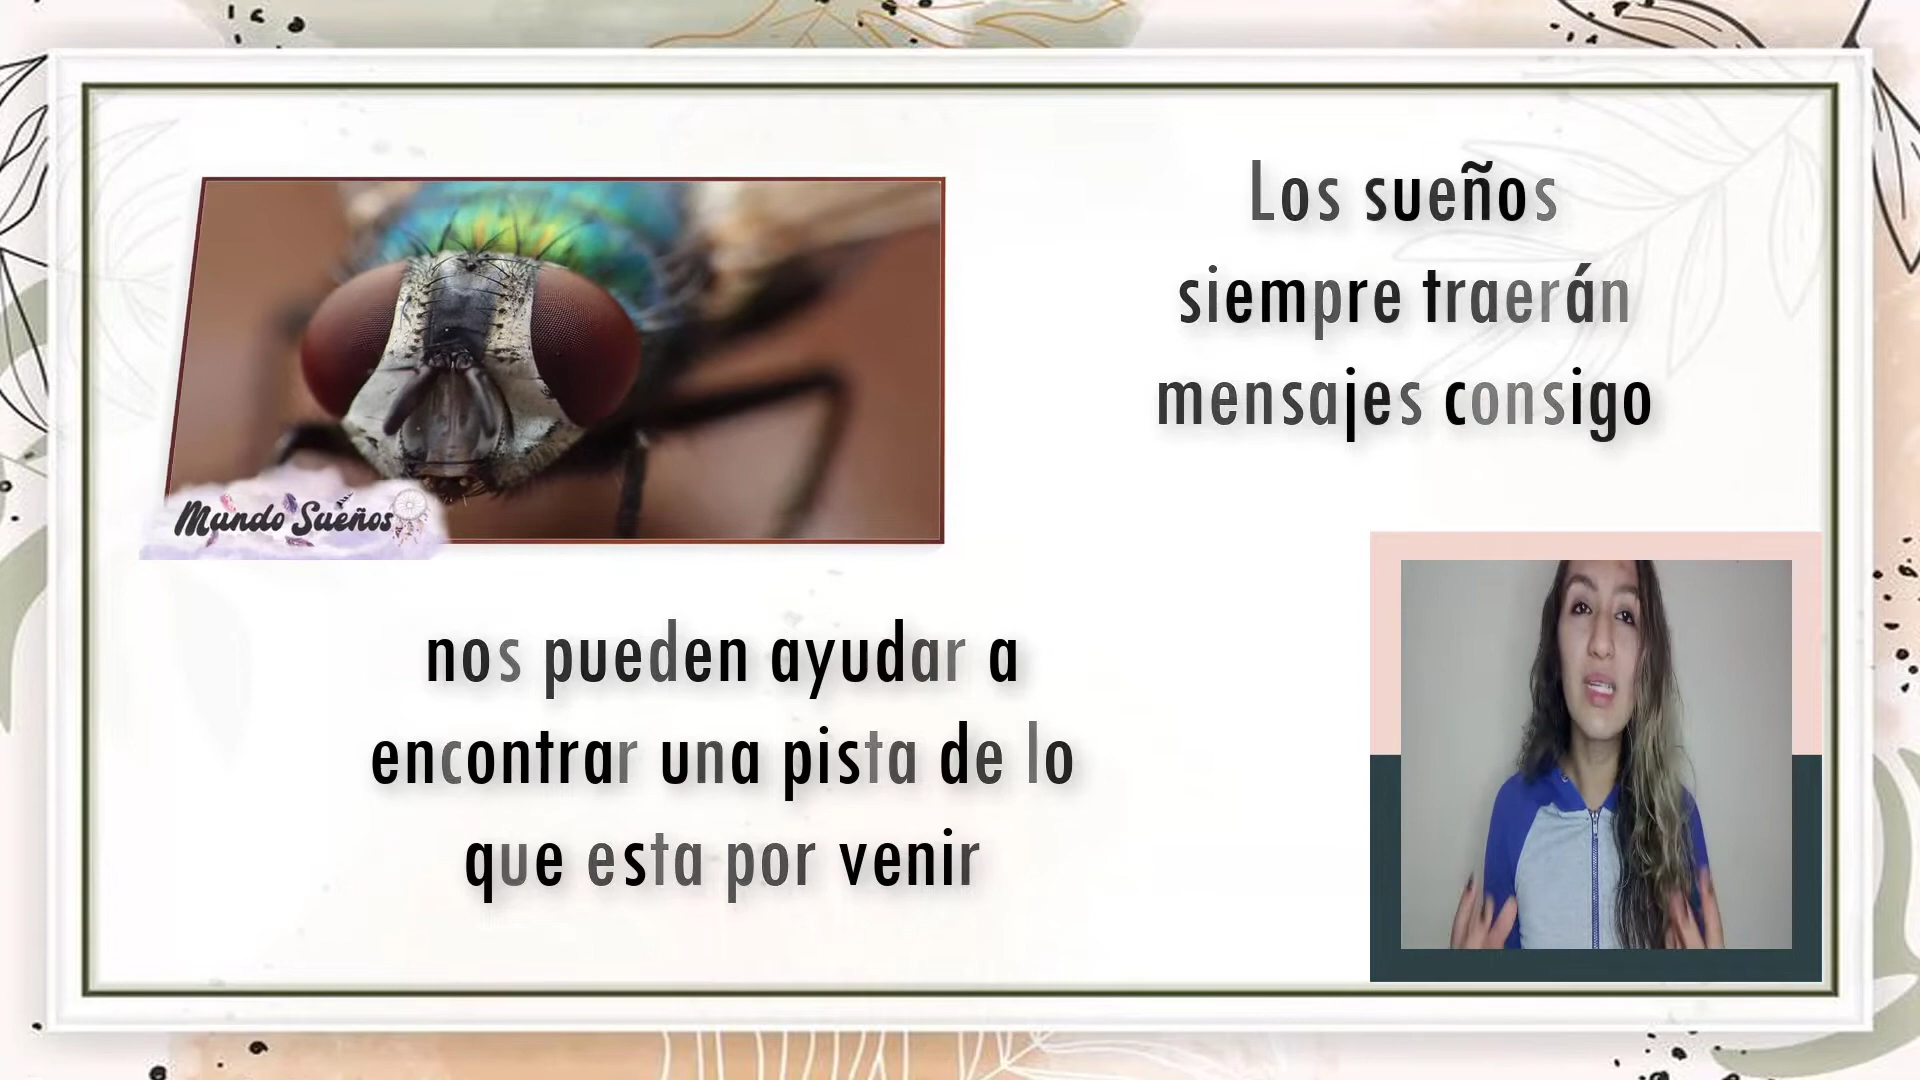 Los sueños
siempre traerán
mensajes consigo
Mundo Sueños
nos pueden ayudar a
encontrar una pista de lo
que esta por venir